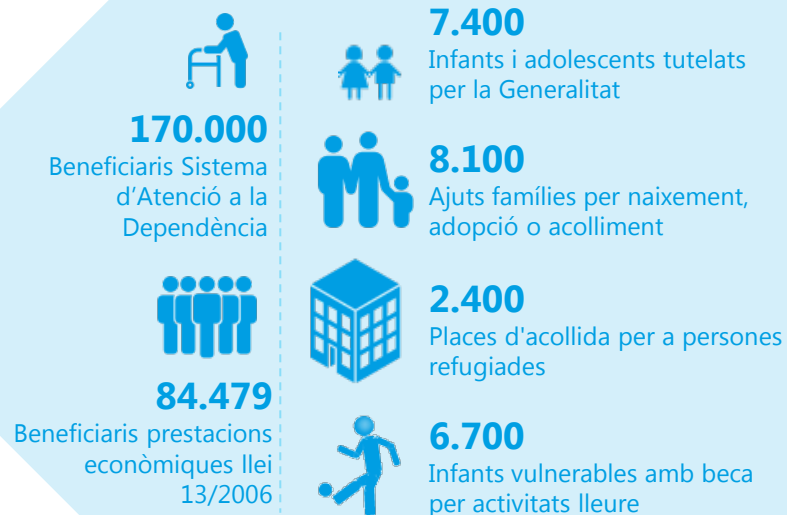 170.000
Beneficiaris Sistema
d’Atenció a la
Dependència
84.479
Beneficiaris prestacions
econòmiques llei
13/2006
7.400
Infants i adolescents tutelats
per la Generalitat
8.100
Ajuts famílies per naixement,
adopció o acolliment
2.400
Places d'acollida per a persones
refugiades
6.700
Infants vulnerables amb beca
per activitats lleure